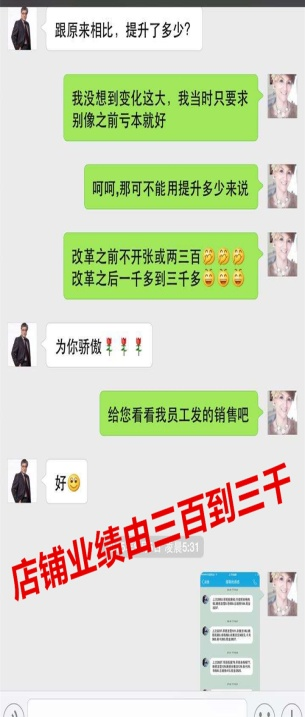 跟原来相比，提升了多少?
我没想到变化这大，我当时只要求
别像之前亏本就好
呵呵,那可不能用提升多少来说
改革之前不开张或两三百🤣🤣🤣
改革之后一千多到三千多😆😆😆
为你骄傲🌹🌹🌹
给您看看我员工发的销售吧
好🙂
凌晨5:31
店铺业绩由三百到三千